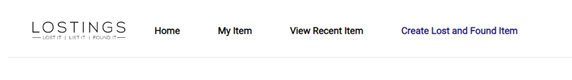 LOSTINGS
LOST IT | LIST IT | FOUND IT
Home
My Item
View Recent Item
Create Lost and Found Item